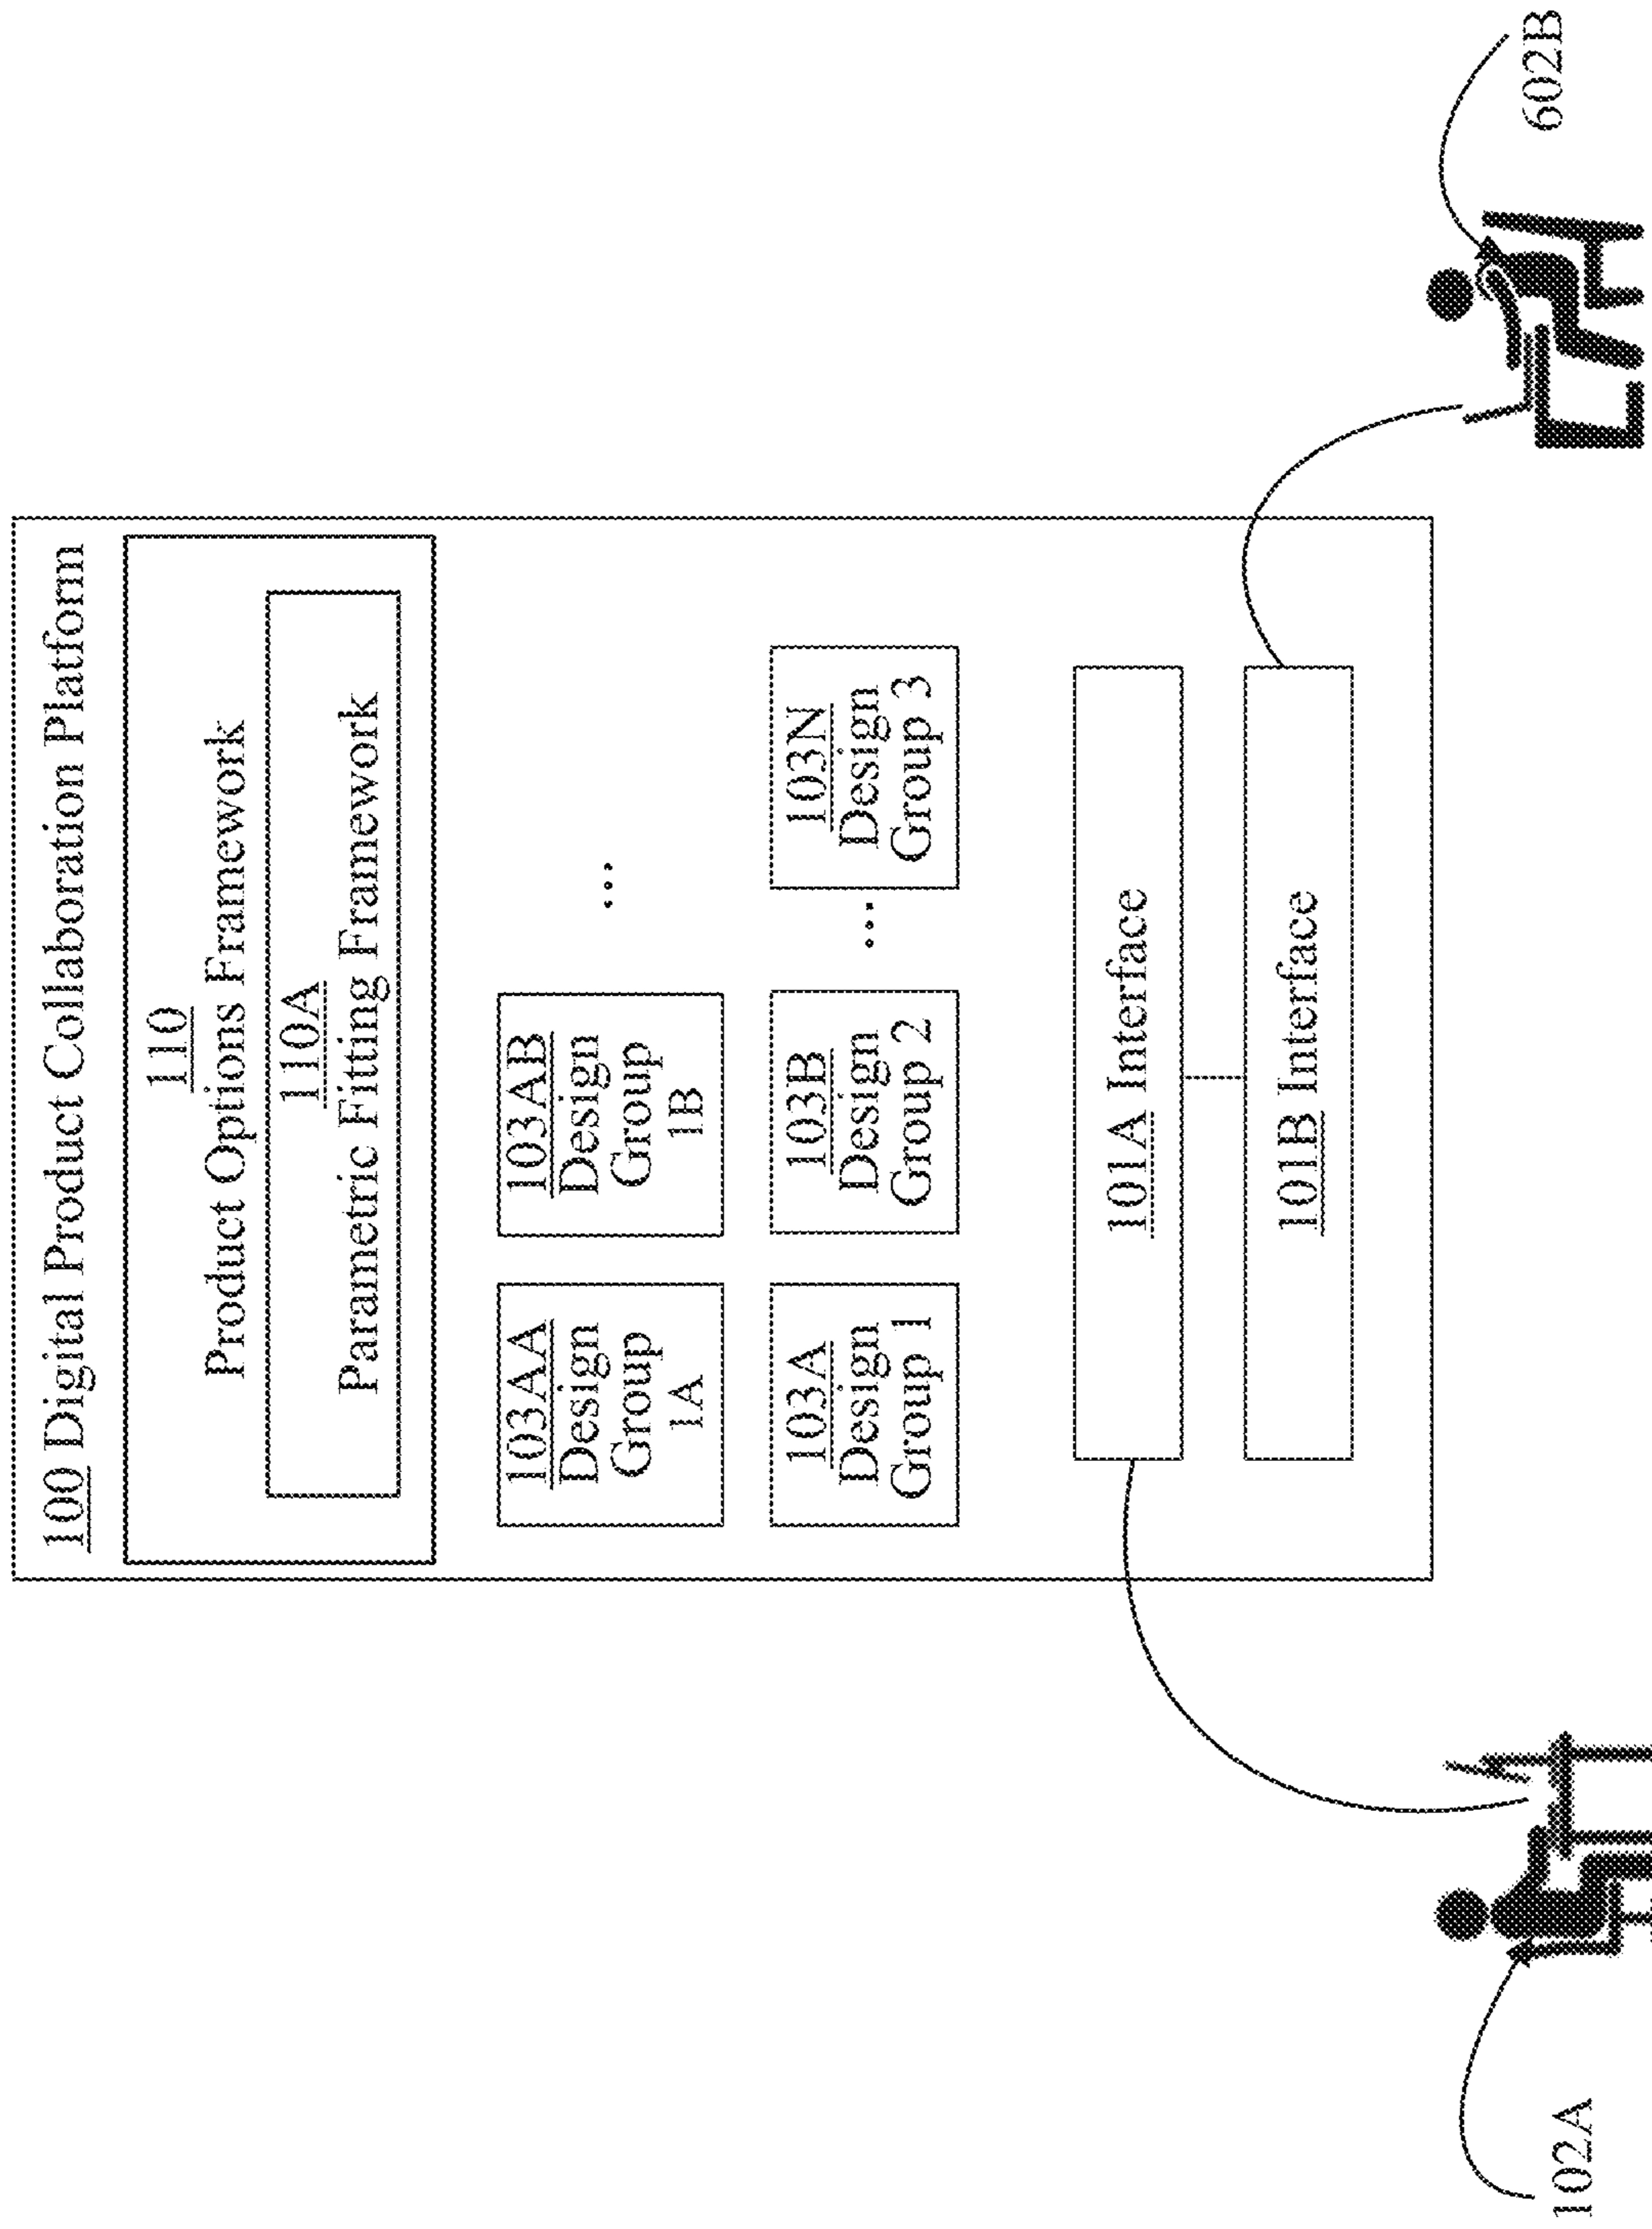 100 Digital Product Collaboration Platform
110
Product Options Framework
110A
Parametric Fitting Framework
103AA
Design
Group
1A
103AB
Design
Group
1B
...
103A
Design
Group 1
103B
Design
Group 2
...
103N
Design
Group 3
101A Interface
101B Interface
102A
602B